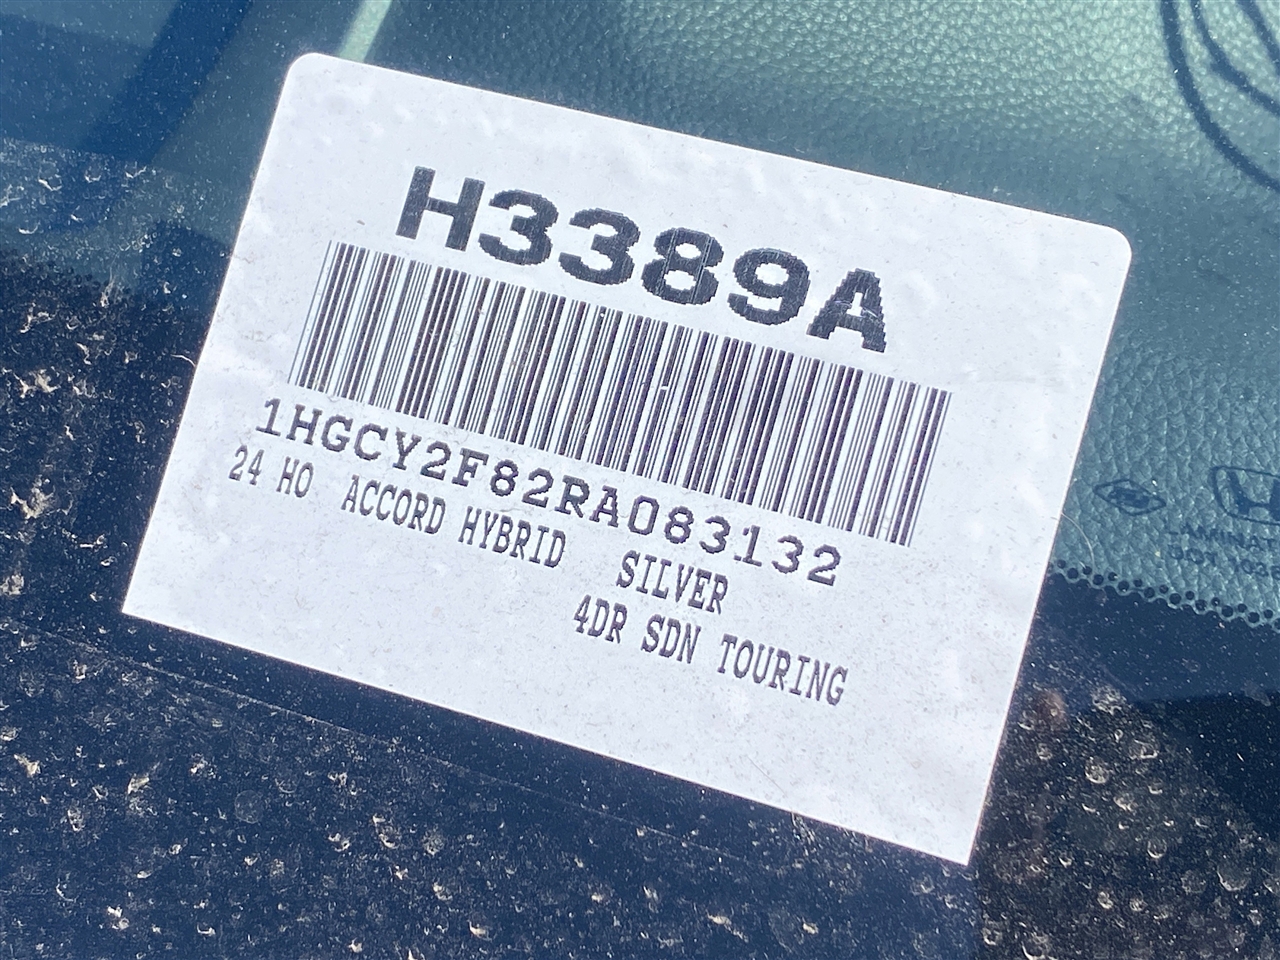 H3389A
1HGCY2F82RA083132
24 HO ACCORD HYBRID SILVER
4DR SDN TOURING